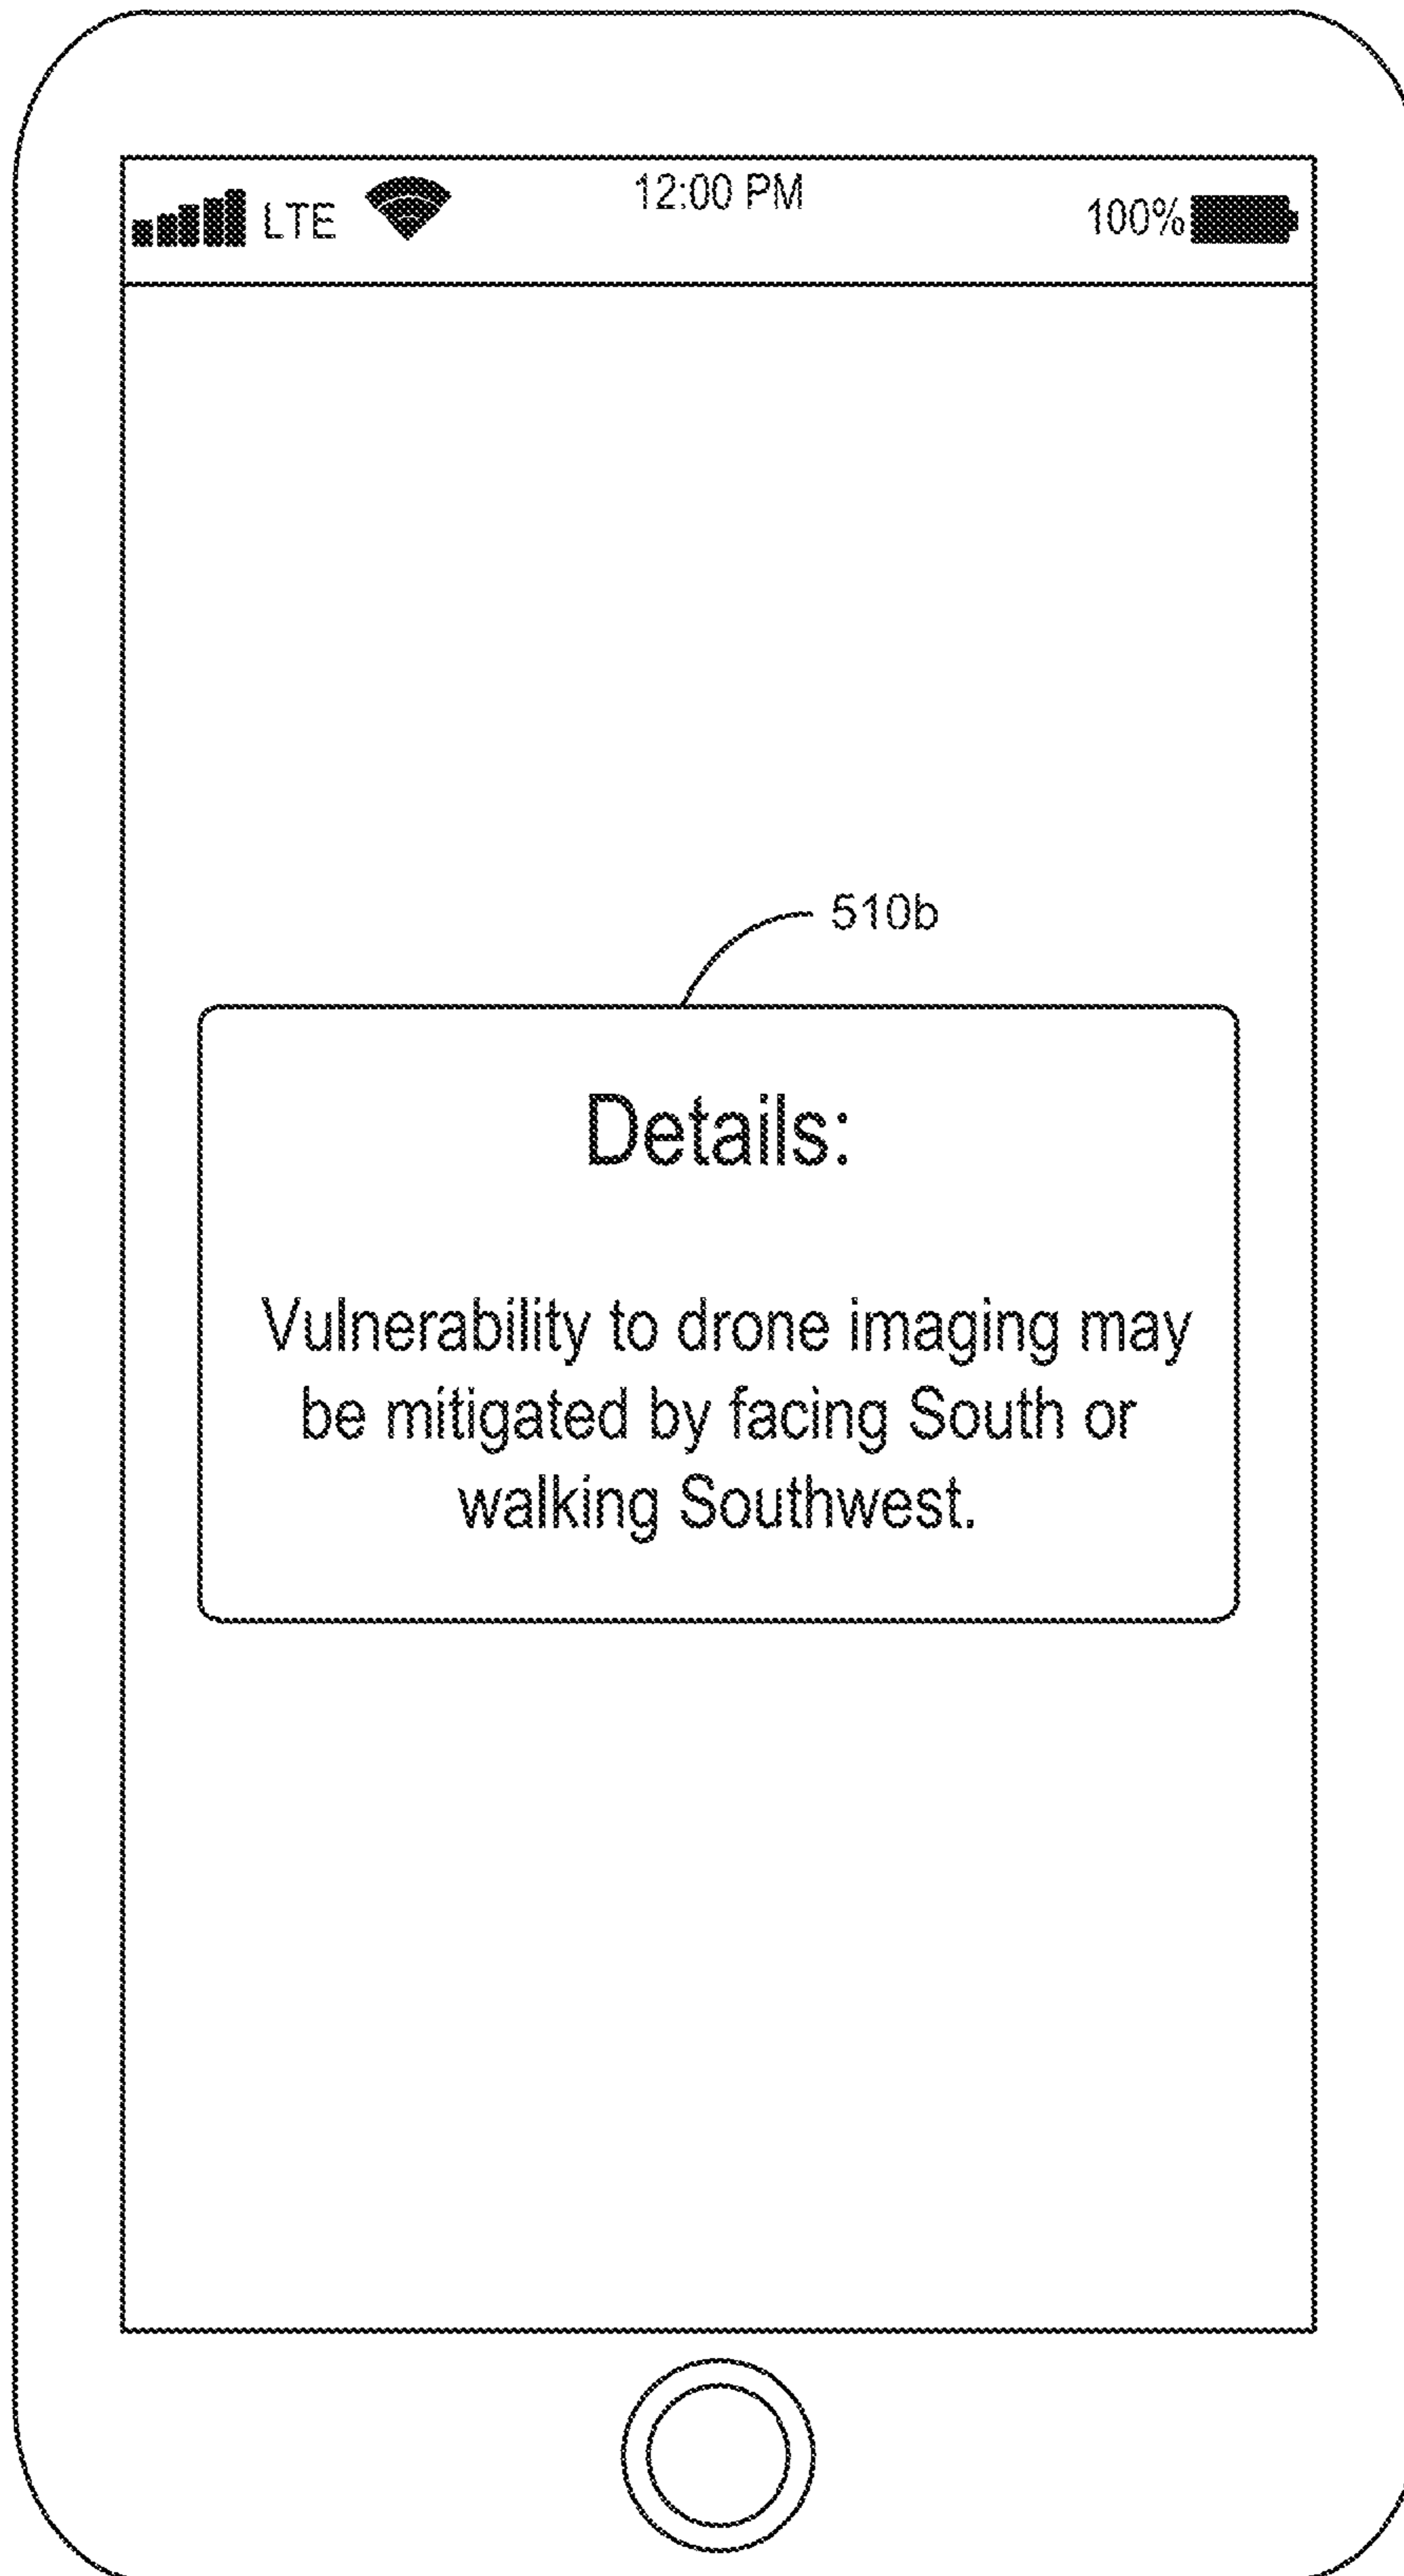 LTE 12:00 PM 100%
510b
Details:
Vulnerability to drone imaging may
be mitigated by facing South or
walking Southwest.